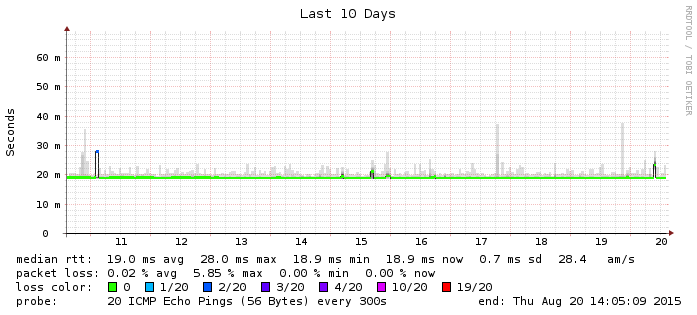 Last 10 Days
RRDTOOL / TOBI OETIKER
Seconds
60 m
50 m
40 m
30 m
20 m
10 m
0
11 12 13 14 15 16 17 18 19 20
median rtt: 19.0 ms avg 28.0 ms max 18.9 ms min 18.9 ms now 0.7 ms sd 28.4 am/s
packet loss: 0.02 % avg 5.85 % max 0.00 % min 0.00 % now
loss color: 0 1/20 2/20 3/20 4/20 10/20 19/20
probe: 20 ICMP Echo Pings (56 Bytes) every 300s end: Thu Aug 20 14:05:09 2015